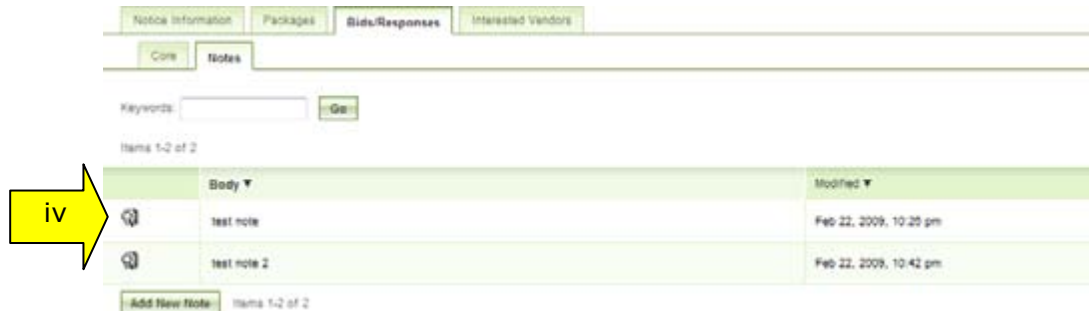 Notice Information Packages Bids/Responses Interested Vendors
Core Notes
Keywords: Go
Items 1-2 of 2
Body ▼ Modified ▼
iv test note Feb 22, 2009, 10:25 pm
test note 2 Feb 22, 2009, 10:42 pm
Add New Note Items 1-2 of 2